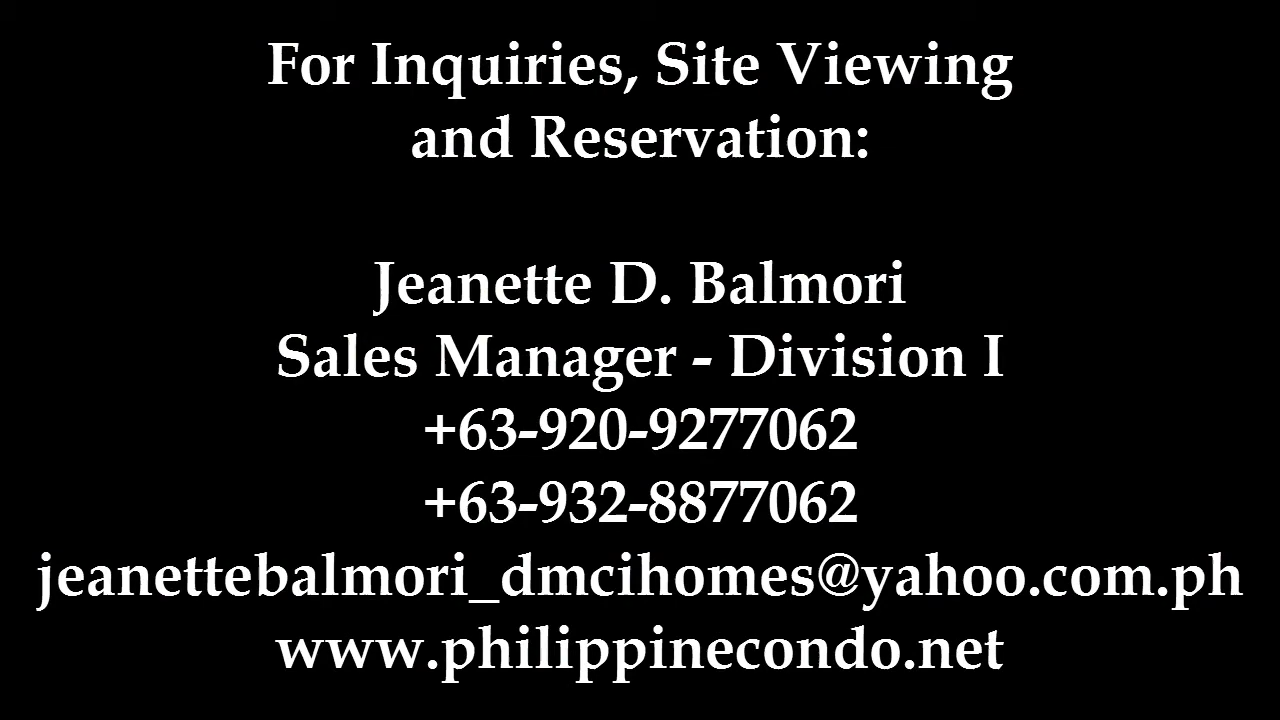 For Inquiries, Site Viewing
and Reservation:
Jeanette D. Balmori
Sales Manager - Division I
+63-920-9277062
+63-932-8877062
jeanettebalmori_dmcihomes@yahoo.com.ph
www.philippinecondo.net